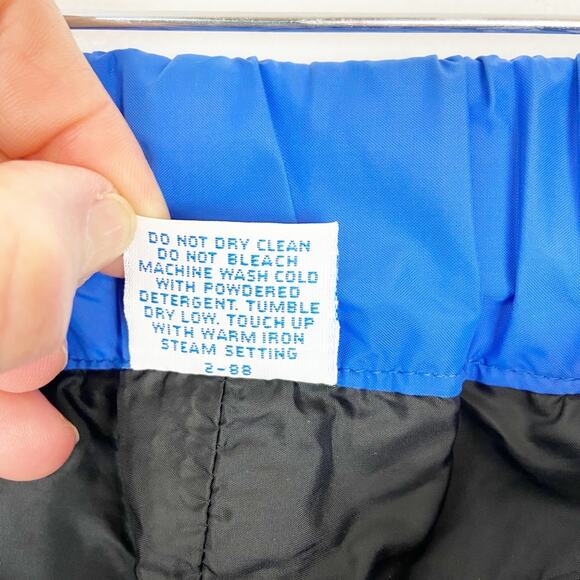 DO NOT DRY CLEAN
DO NOT BLEACH
MACHINE WASH COLD
WITH POWDERED
DETERGENT. TUMBLE
DRY LOW. TOUCH UP
WITH WARM IRON
STEAM SETTING
2-88